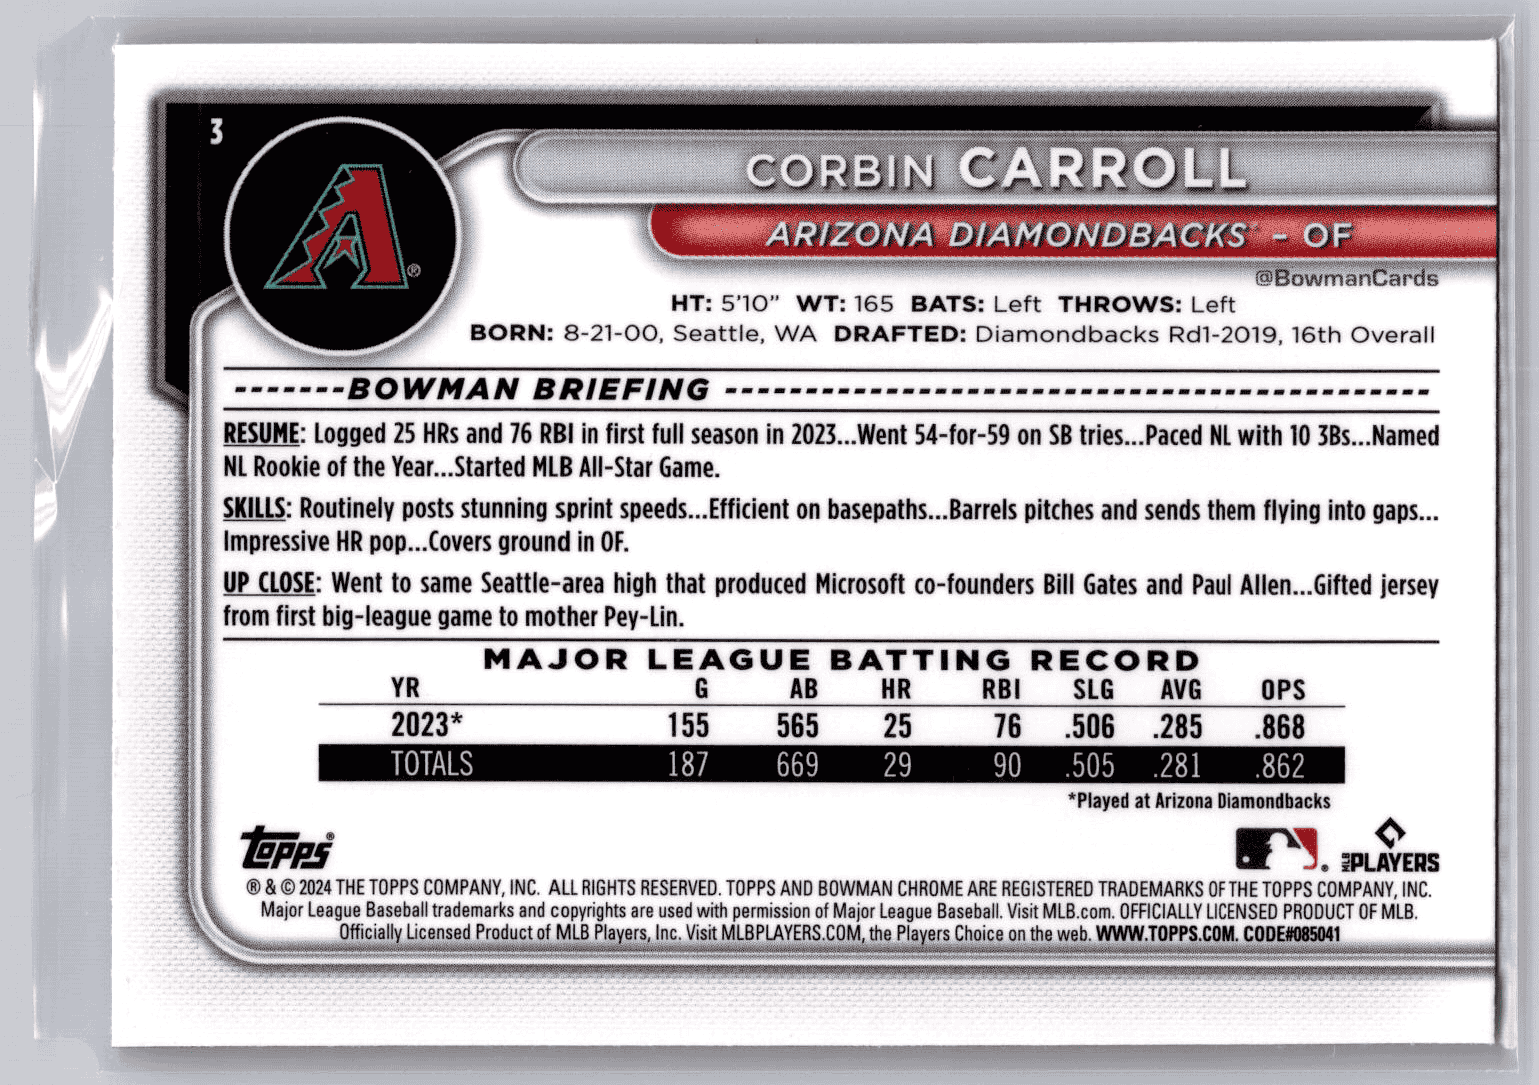 3
CORBIN CARROLL
ARIZONA DIAMONDBACKS™ - OF
@BowmanCards
HT: 5'10" WT: 165 BATS: Left THROWS: Left
BORN: 8-21-00, Seattle, WA DRAFTED: Diamondbacks Rd1-2019, 16th Overall
-------BOWMAN BRIEFING --------------------------------------------
RESUME: Logged 25 HRs and 76 RBI in first full season in 2023...Went 54-for-59 on SB tries...Paced NL with 10 3Bs...Named
NL Rookie of the Year...Started MLB All-Star Game.
SKILLS: Routinely posts stunning sprint speeds...Efficient on basepaths...Barrels pitches and sends them flying into gaps...
Impressive HR pop...Covers ground in OF.
UP CLOSE: Went to same Seattle-area high that produced Microsoft co-founders Bill Gates and Paul Allen...Gifted jersey
from first big-league game to mother Pey-Lin.
MAJOR LEAGUE BATTING RECORD
YR G AB HR RBI SLG AVG OPS
2023* 155 565 25 76 .506 .285 .868
TOTALS 187 669 29 90 .505 .281 .862
*Played at Arizona Diamondbacks
Topps®
MLB PLAYERS
® & © 2024 THE TOPPS COMPANY, INC. ALL RIGHTS RESERVED. TOPPS AND BOWMAN CHROME ARE REGISTERED TRADEMARKS OF THE TOPPS COMPANY, INC.
Major League Baseball trademarks and copyrights are used with permission of Major League Baseball. Visit MLB.com. OFFICIALLY LICENSED PRODUCT OF MLB.
Officially Licensed Product of MLB Players, Inc. Visit MLBPLAYERS.COM, the Players Choice on the web. WWW.TOPPS.COM. CODE#085041